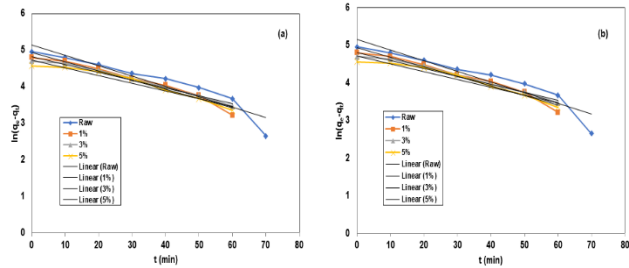 (a)
6
5
4
3
2
1
0
ln(qe-qt)
Raw
1%
3%
5%
Linear (Raw)
Linear (1%)
Linear (3%)
Linear (5%)
0 10 20 30 40 50 60 70 80
t (min)
(b)
6
5
4
3
2
1
0
ln(qe-qt)
Raw
1%
3%
5%
Linear (Raw)
Linear (1%)
Linear (3%)
Linear (5%)
0 10 20 30 40 50 60 70 80
t (min)